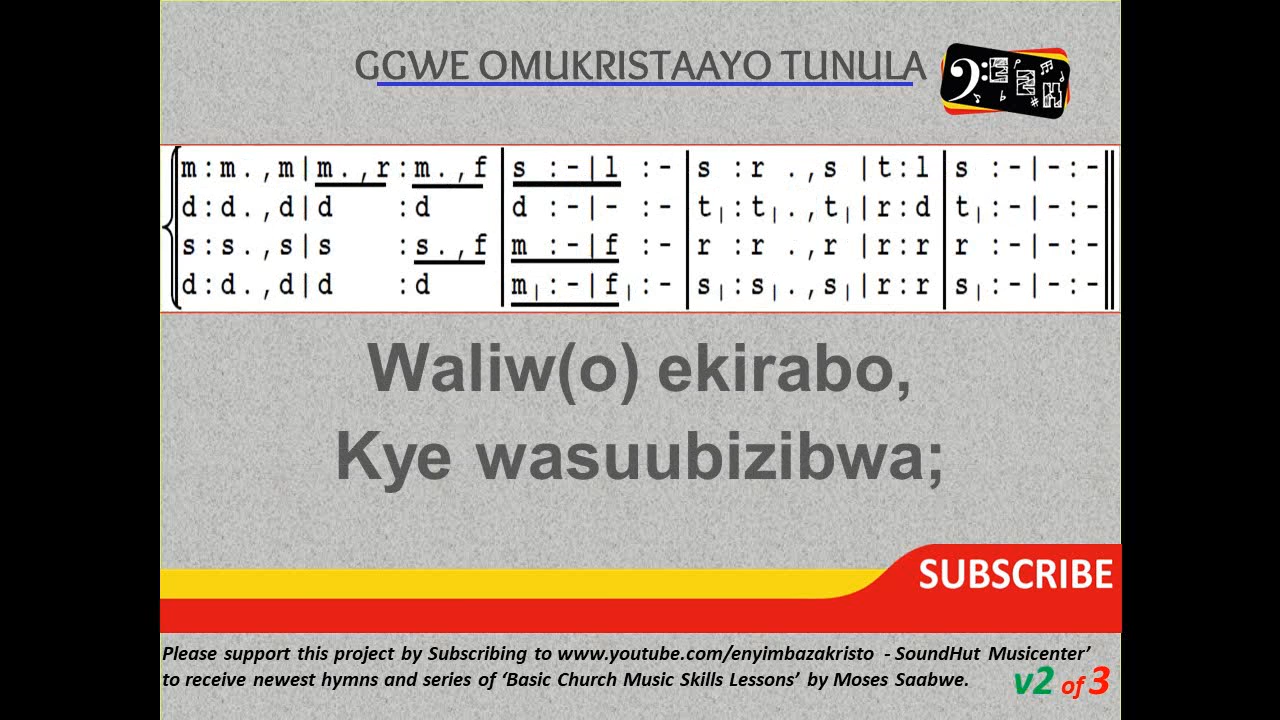 GGWE OMUKRISTAAYO TUNULA
m:m.,m|m.,r:m.,f|s :-|l :-|s :r .,s |t:l|s :-|-:-||
d:d.,d|d :d |d :-|- :-|t₁:t₁.,t₁|r:d|t₁:-|-:-||
s:s.,s|s :s.,f|m :-|f :-|r :r .,r |r:r|r :-|-:-||
d:d.,d|d :d |m₁:-|f₁:-|s₁:s₁.,s₁|r:r|s₁:-|-:-||
Waliw(o) ekirabo,
Kye wasuubizibwa;
SUBSCRIBE
Please support this project by Subscribing to www.youtube.com/enyimbazakristo - SoundHut Musicenter’
to receive newest hymns and series of ‘Basic Church Music Skills Lessons’ by Moses Saabwe.
v2 of 3